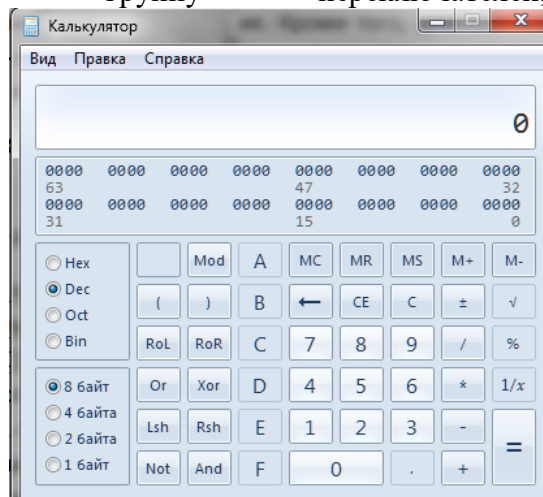 Калькулятор
Вид Правка Справка
0
0000 0000 0000 0000 0000 0000 0000 0000
63 47 32
0000 0000 0000 0000 0000 0000 0000 0000
31 15 0
Hex Mod A MC MR MS M+ M-
Dec ( ) B ← CE C ± √
Oct
Bin RoL RoR C 7 8 9 / %
8 байт Or Xor D 4 5 6 * 1/x
4 байта
2 байта Lsh Rsh E 1 2 3 - =
1 байт Not And F 0 . +